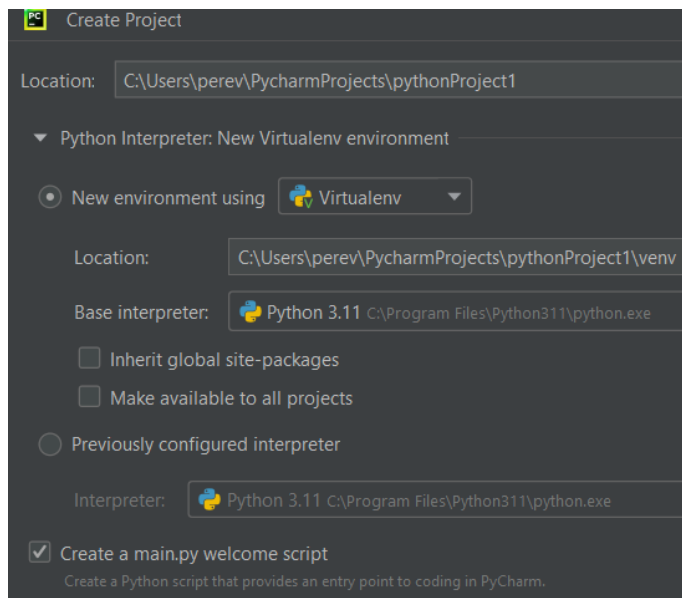 PC Create Project
Location: C:\Users\perev\PycharmProjects\pythonProject1
Python Interpreter: New Virtualenv environment
New environment using Virtualenv
Location: C:\Users\perev\PycharmProjects\pythonProject1\venv
Base interpreter: Python 3.11 C:\Program Files\Python311\python.exe
Inherit global site-packages
Make available to all projects
Previously configured interpreter
Interpreter: Python 3.11 C:\Program Files\Python311\python.exe
Create a main.py welcome script
Create a Python script that provides an entry point to coding in PyCharm.